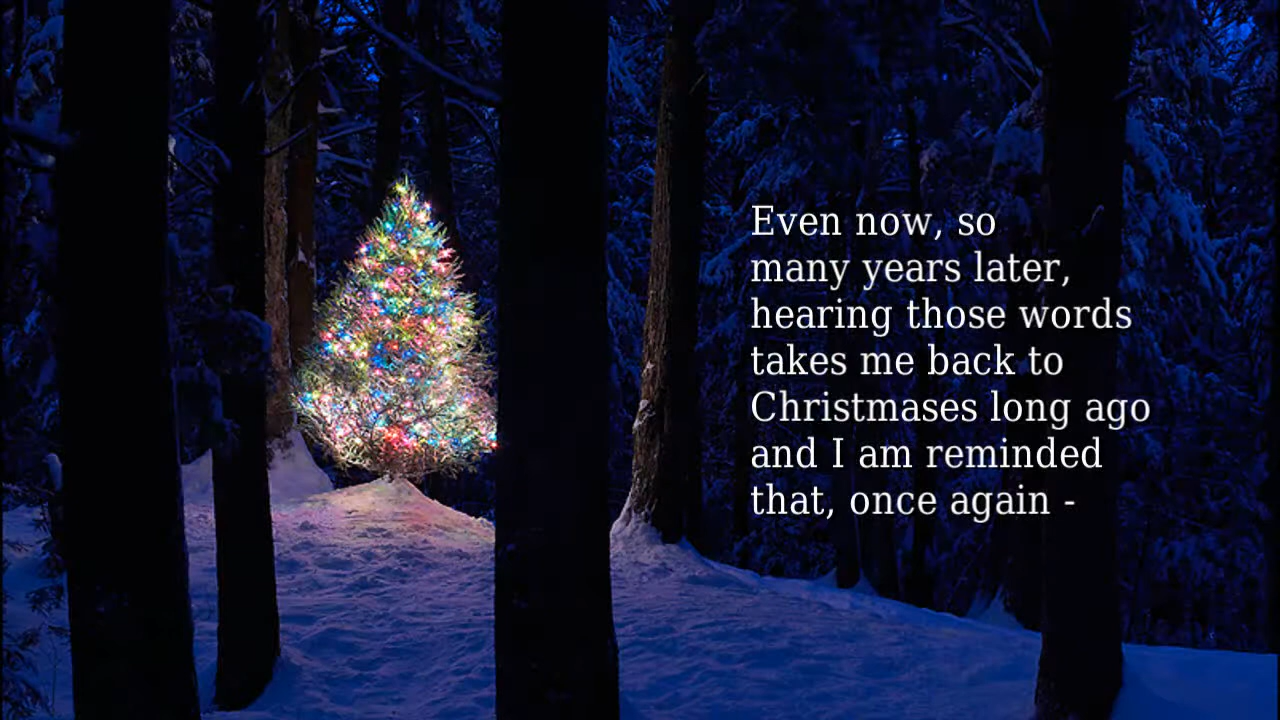 Even now, so
many years later,
hearing those words
takes me back to
Christmases long ago
and I am reminded
that, once again -